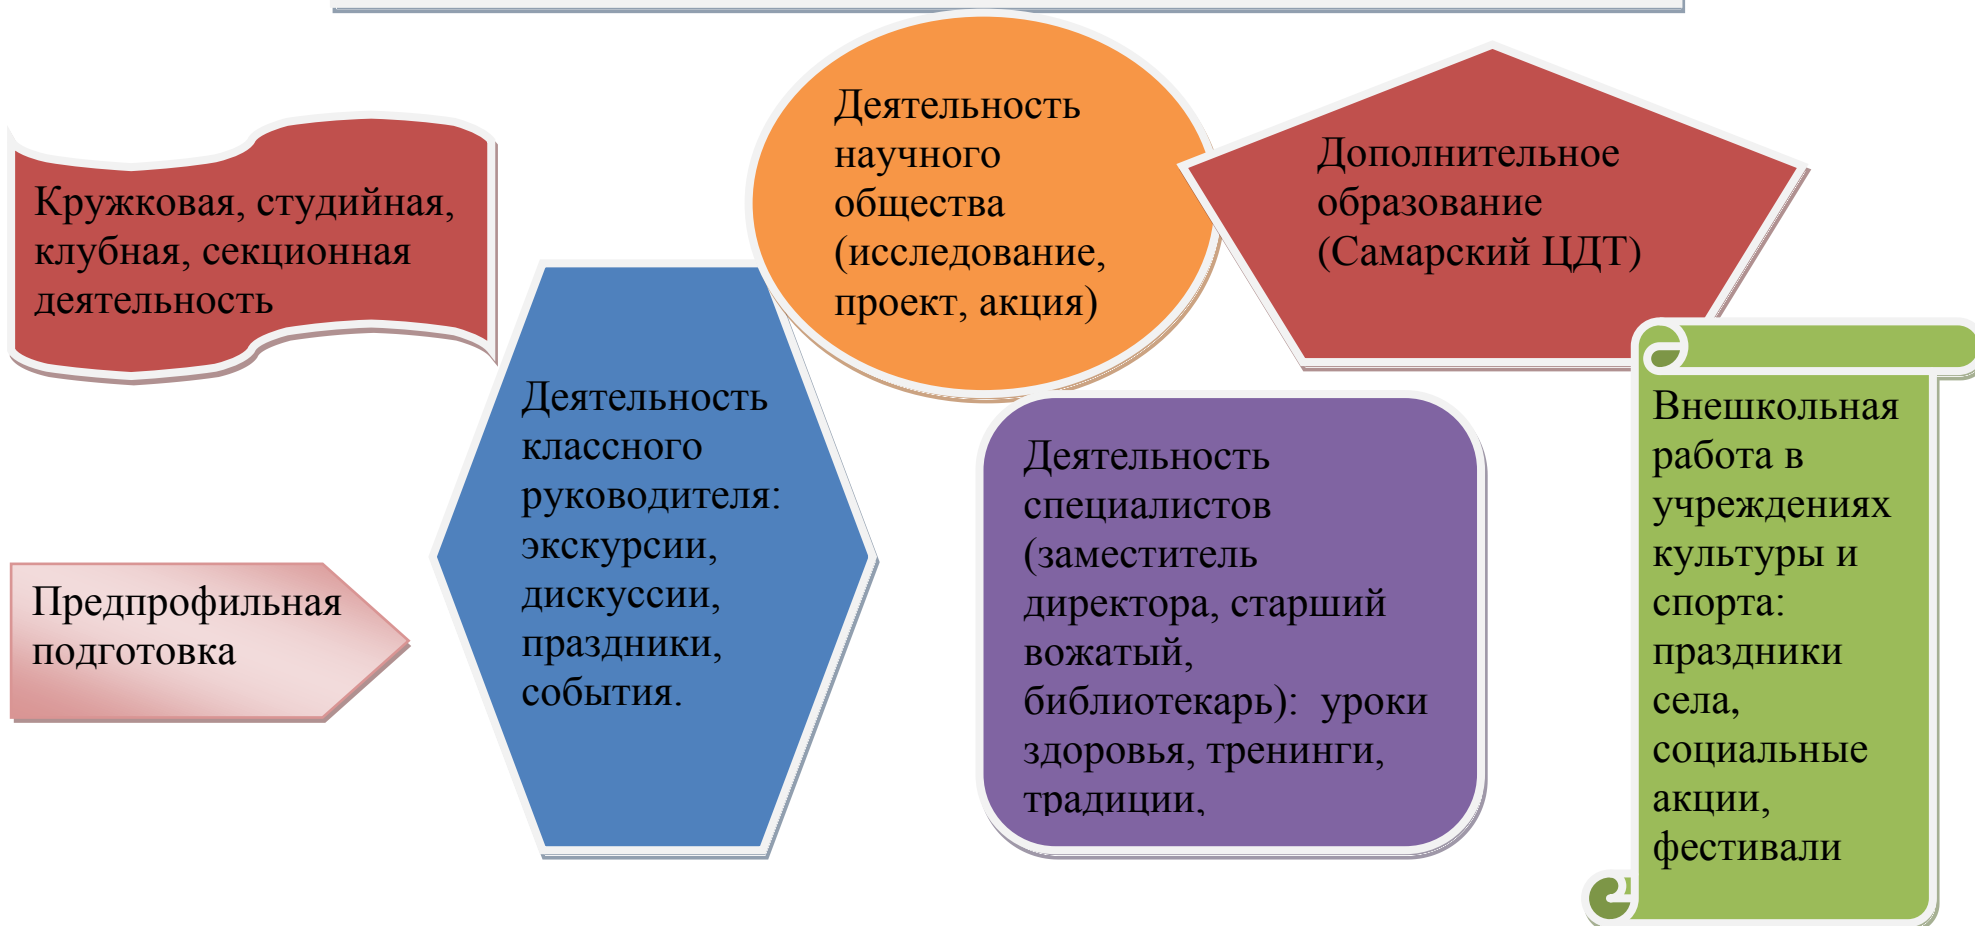 Кружковая, студийная,
клубная, секционная
деятельность
Деятельность
научного
общества
(исследование,
проект, акция)
Дополнительное
образование
(Самарский ЦДТ)
Предпрофильная
подготовка
Деятельность
классного
руководителя:
экскурсии,
дискуссии,
праздники,
события.
Деятельность
специалистов
(заместитель
директора, старший
вожатый,
библиотекарь): уроки
здоровья, тренинги,
традиции,
Внешкольная
работа в
учреждениях
культуры и
спорта:
праздники
села,
социальные
акции,
фестивали